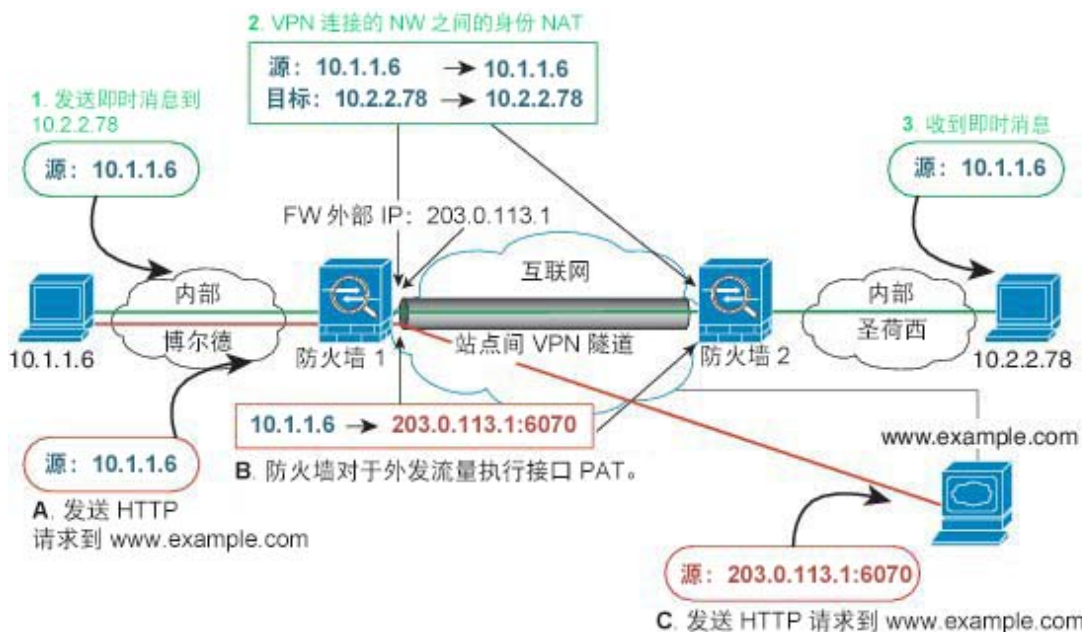 2. VPN 连接的 NW 之间的身份 NAT
源：10.1.1.6 → 10.1.1.6
目标：10.2.2.78 → 10.2.2.78
1. 发送即时消息到
10.2.2.78
源：10.1.1.6
3. 收到即时消息
源：10.1.1.6
FW 外部 IP：203.0.113.1
互联网
内部
博尔德
内部
圣荷西
10.1.1.6
防火墙 1
站点间 VPN 隧道
防火墙 2
10.2.2.78
10.1.1.6 → 203.0.113.1:6070
B. 防火墙对于外发流量执行接口 PAT。
www.example.com
源：10.1.1.6
A. 发送 HTTP
请求到 www.example.com
源：203.0.113.1:6070
C. 发送 HTTP 请求到 www.example.com